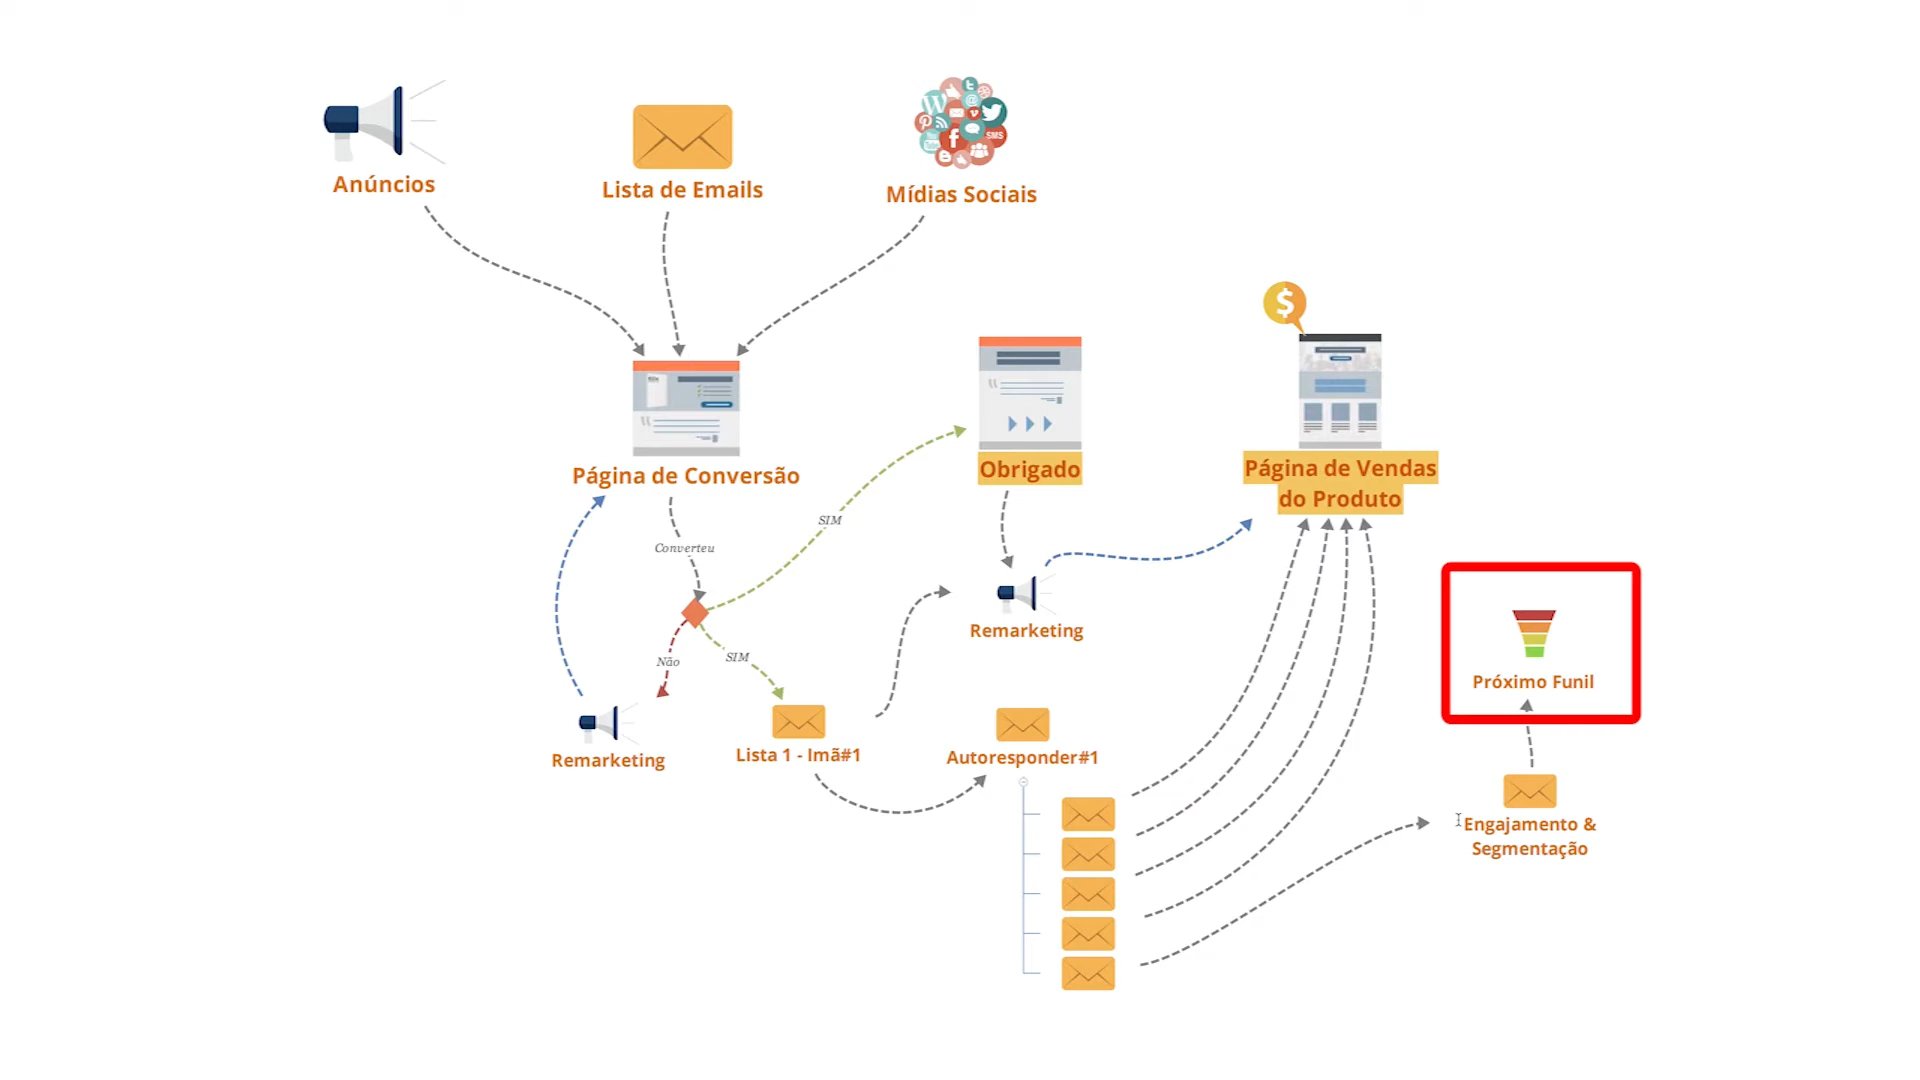 SMS
Anúncios
Lista de Emails
Mídias Sociais
$
Página de Conversão
Obrigado
Página de Vendas
do Produto
SIM
Converteu
Não
SIM
Remarketing
Próximo Funil
Remarketing
Lista 1 - Imã#1
Autoresponder#1
Engajamento &
Segmentação